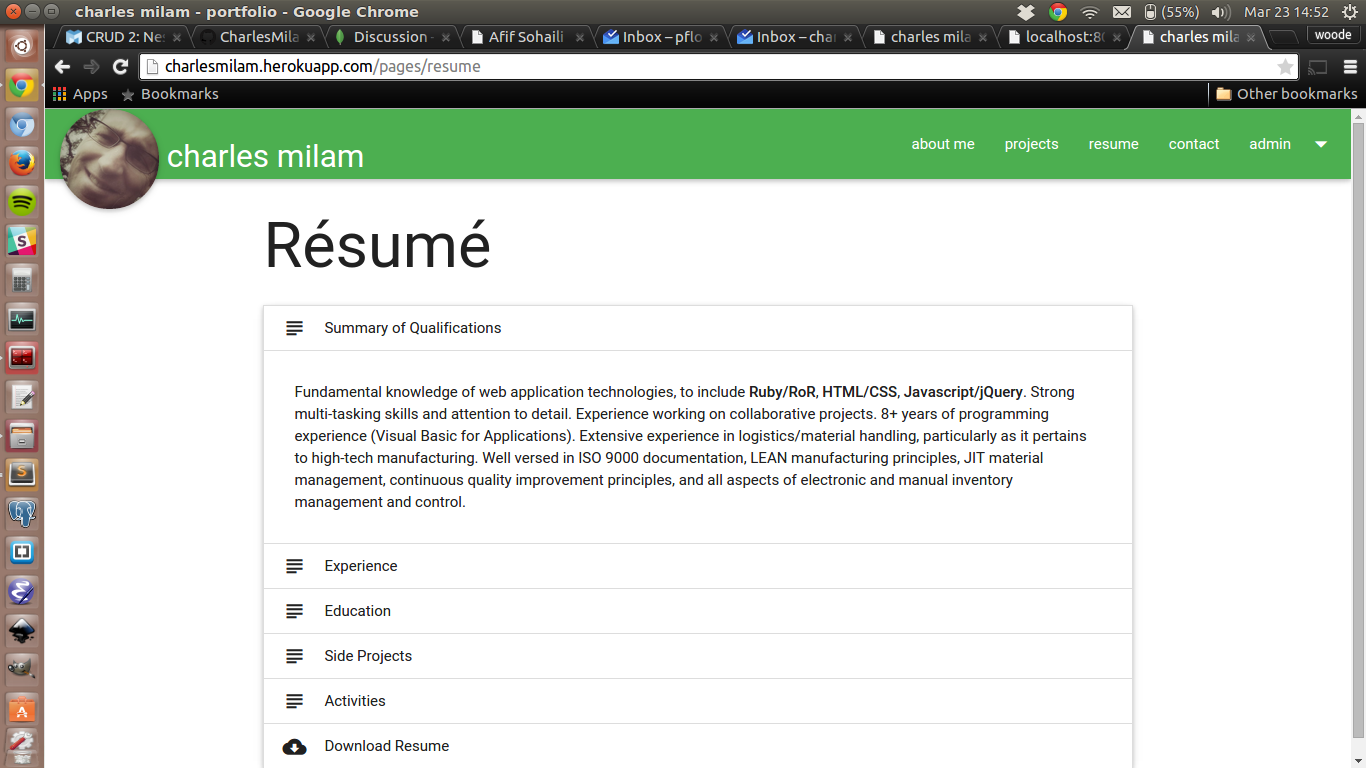 charles milam - portfolio - Google Chrome
(55%)
Mar 23 14:52
CRUD 2: Nes
CharlesMila
Discussion
Afif Sohaili
Inbox – pflo
Inbox – cha
charles mila
localhost:80
charles mila
woode
charlesmilam.herokuapp.com/pages/resume
Apps
Bookmarks
Other bookmarks
charles milam
about me
projects
resume
contact
admin
Résumé
Summary of Qualifications
Fundamental knowledge of web application technologies, to include Ruby/RoR, HTML/CSS, Javascript/jQuery. Strong
multi-tasking skills and attention to detail. Experience working on collaborative projects. 8+ years of programming
experience (Visual Basic for Applications). Extensive experience in logistics/material handling, particularly as it pertains
to high-tech manufacturing. Well versed in ISO 9000 documentation, LEAN manufacturing principles, JIT material
management, continuous quality improvement principles, and all aspects of electronic and manual inventory
management and control.
Experience
Education
Side Projects
Activities
Download Resume